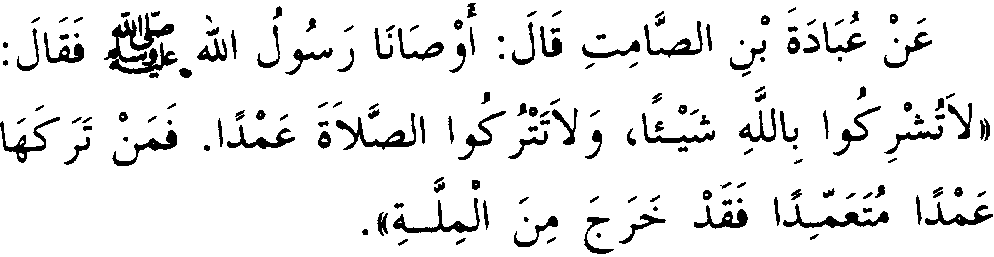 عَنْ عُبَادَةَ بْنِ الصَّامِتِ قَالَ: أَوْصَانَا رَسُولُ الله ﷺ فَقَالَ:
«لاَتُشْرِكُوا بِاللَّهِ شَيْئًا، وَلاَتَتْرُكُوا الصَّلاَةَ عَمْدًا. فَمَنْ تَرَكَهَا
عَمْدًا مُتَعَمِّدًا فَقَدْ خَرَجَ مِنَ الْمِلَّةِ».